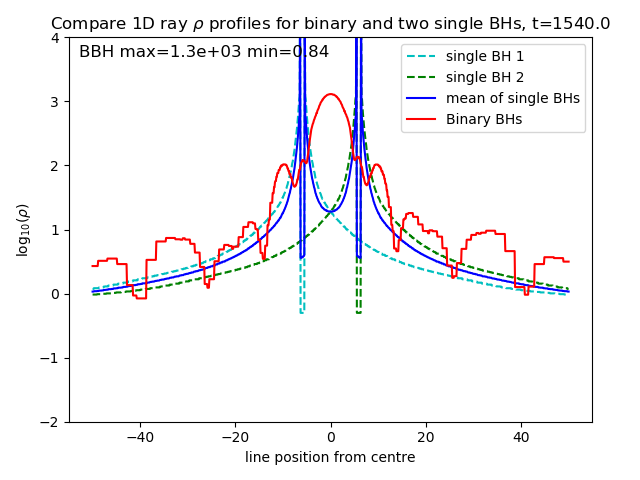 Compare 1D ray ρ profiles for binary and two single BHs, t=1540.0
BBH max=1.3e+03 min=0.84
single BH 1
single BH 2
mean of single BHs
Binary BHs
log₁₀(ρ)
4
3
2
1
0
−1
−2
−40
−20
0
20
40
line position from centre